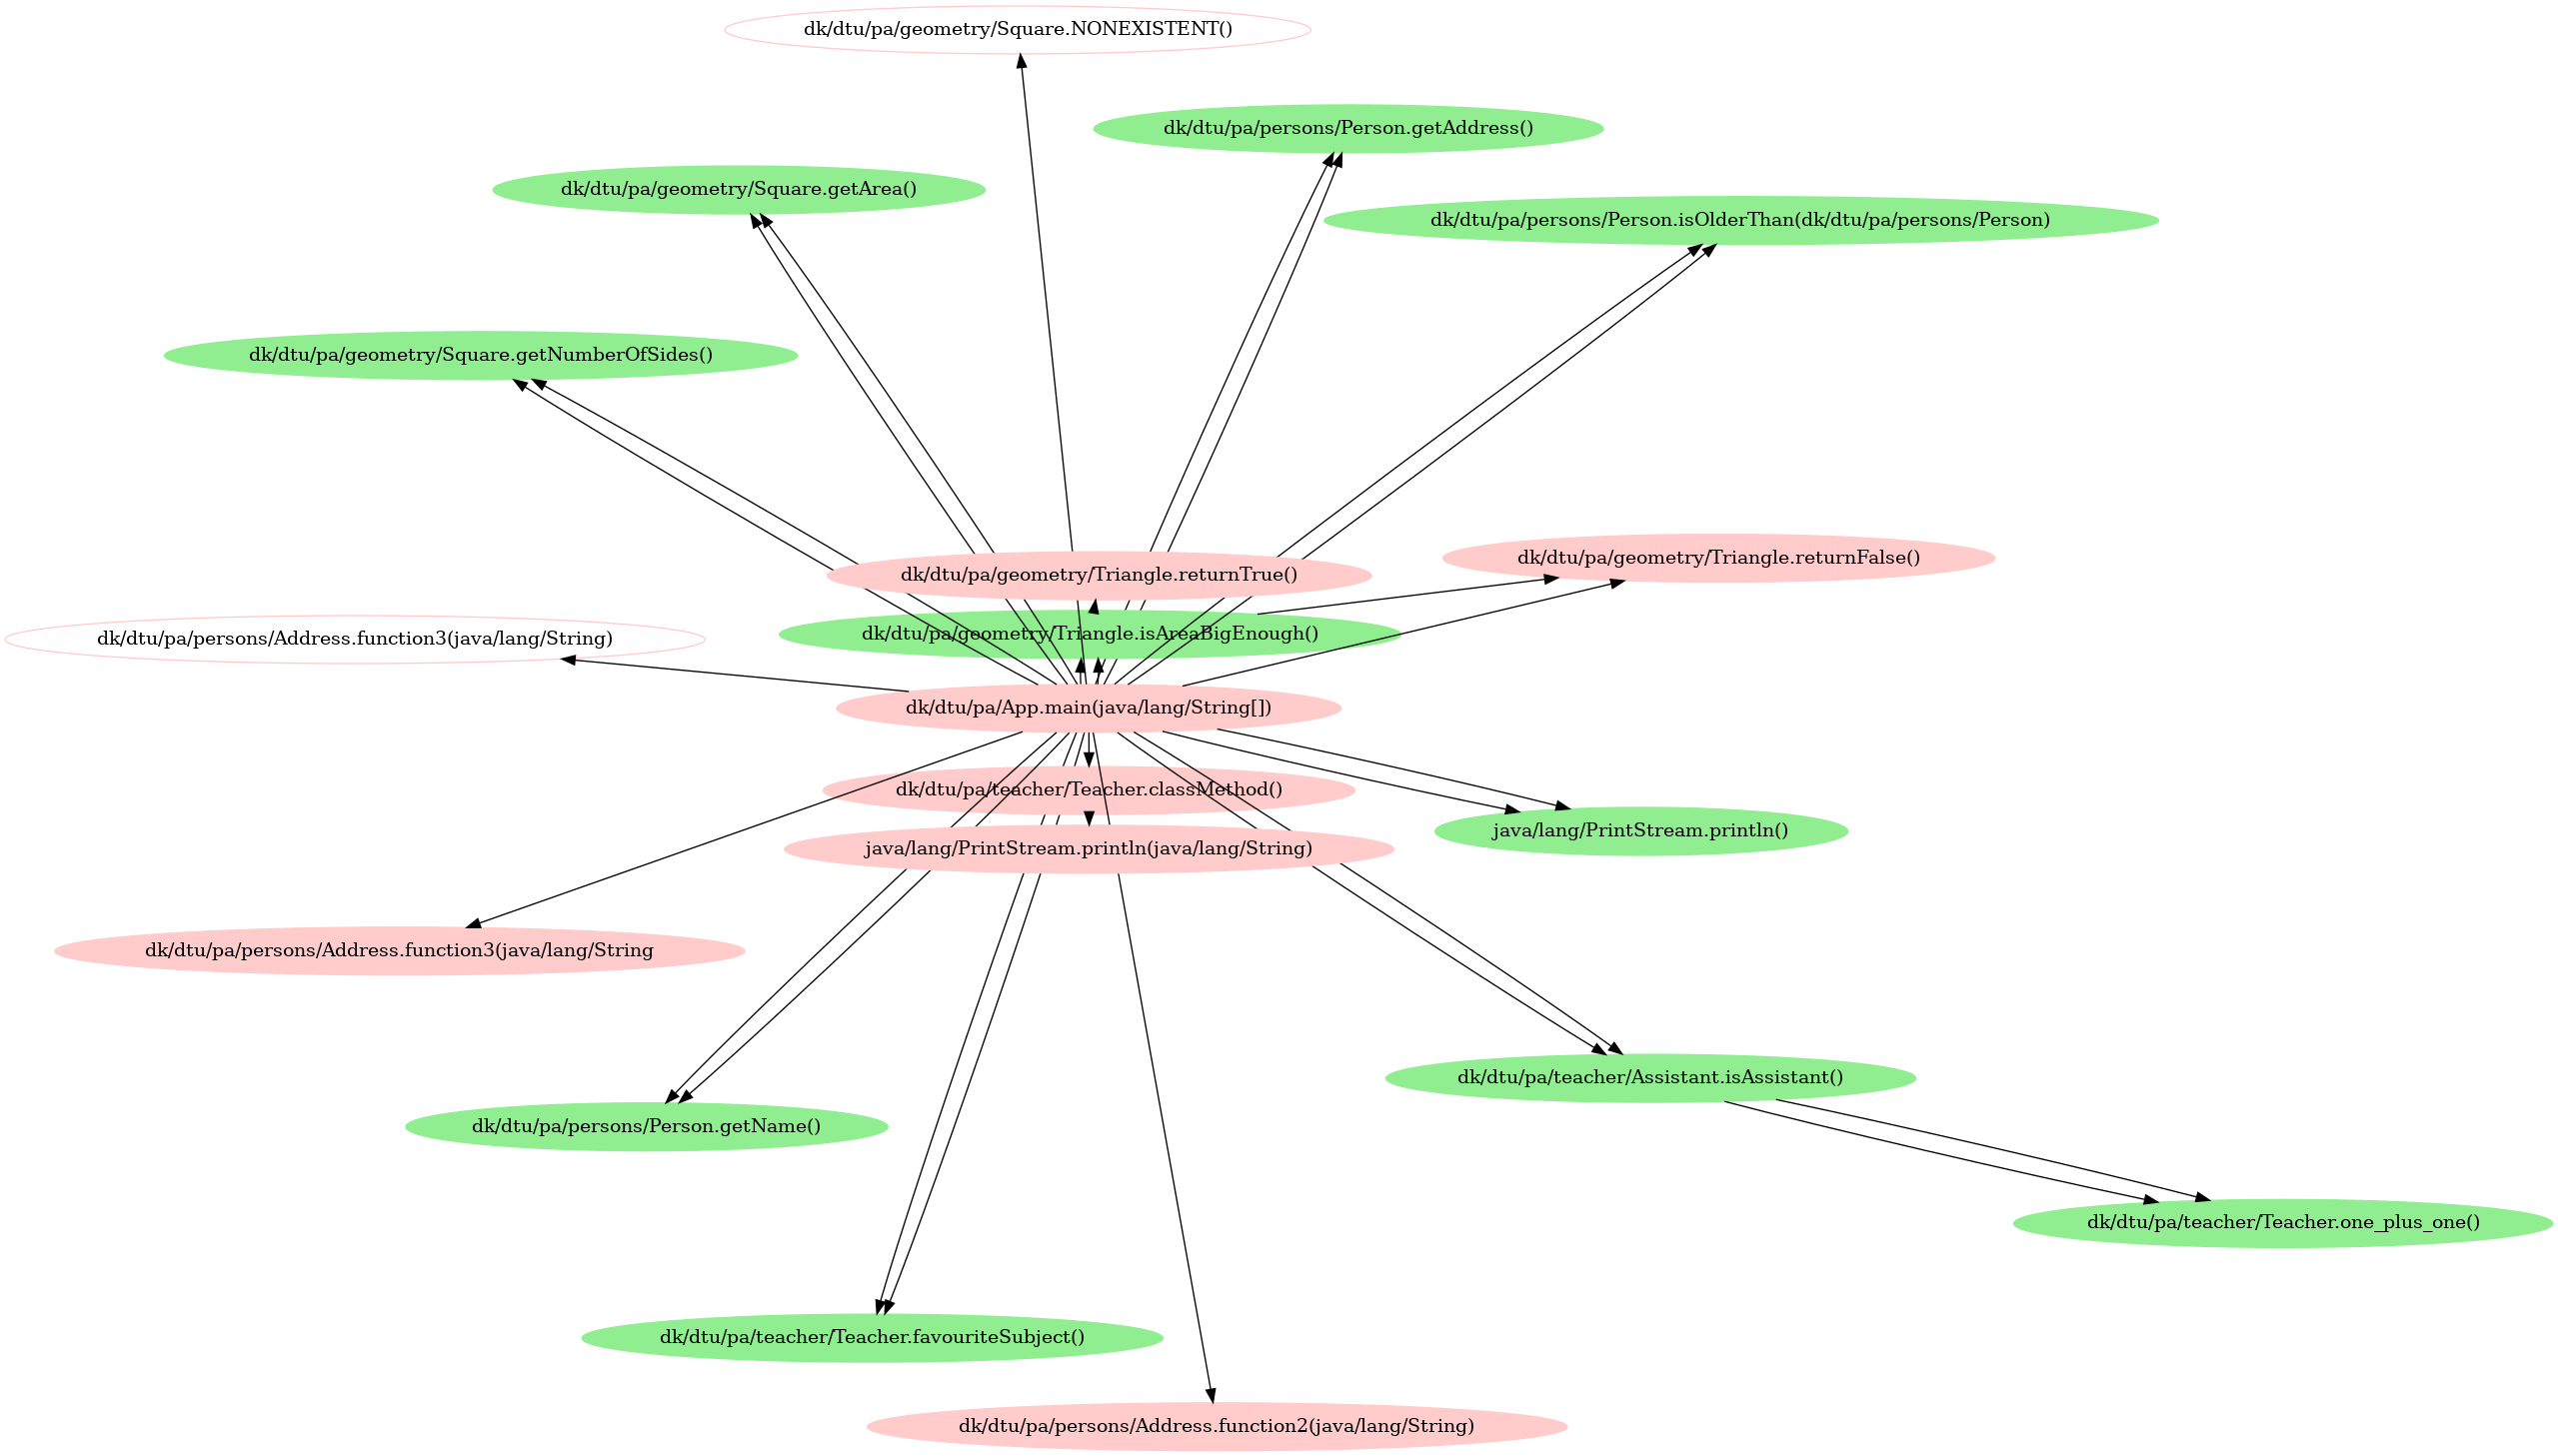 dk/dtu/pa/geometry/Square.NONEXISTENT()
dk/dtu/pa/persons/Person.getAddress()
dk/dtu/pa/geometry/Square.getArea()
dk/dtu/pa/persons/Person.isOlderThan(dk/dtu/pa/persons/Person)
dk/dtu/pa/geometry/Square.getNumberOfSides()
dk/dtu/pa/geometry/Triangle.returnFalse()
dk/dtu/pa/geometry/Triangle.returnTrue()
dk/dtu/pa/geometry/Triangle.isAreaBigEnough()
dk/dtu/pa/persons/Address.function3(java/lang/String)
dk/dtu/pa/App.main(java/lang/String[])
dk/dtu/pa/teacher/Teacher.classMethod()
java/lang/PrintStream.println()
java/lang/PrintStream.println(java/lang/String)
dk/dtu/pa/persons/Address.function3(java/lang/String
dk/dtu/pa/teacher/Assistant.isAssistant()
dk/dtu/pa/persons/Person.getName()
dk/dtu/pa/teacher/Teacher.one_plus_one()
dk/dtu/pa/teacher/Teacher.favouriteSubject()
dk/dtu/pa/persons/Address.function2(java/lang/String)